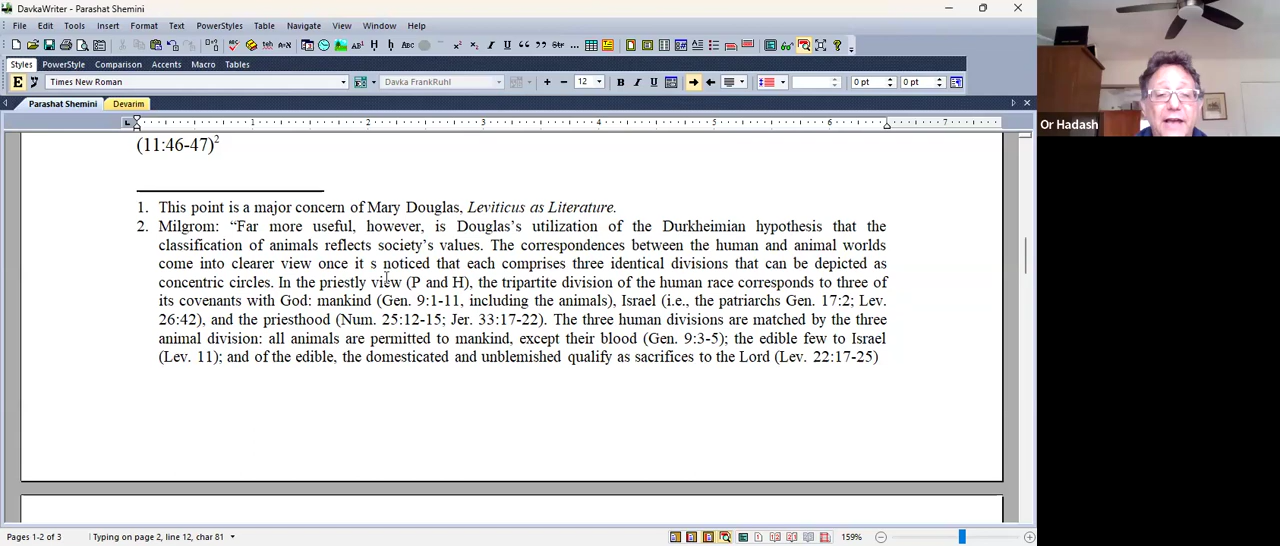 DavkaWriter - Parashat Shemini
File Edit Tools Insert Format Page Text PowerStyles Table Navigate View Window Help
Styles PowerStyle Characters Accents Macro Tables
Times New Roman Davka FrankRuhl 12 B I U 0 pt 0 pt
Parashat Shemini Devarim
1 2 3 4 5 6 7
Or Hadash
(11:46-47)2
1. This point is a major concern of Mary Douglas, Leviticus as Literature.
2. Milgrom: “Far more useful, however, is Douglas’s utilization of the Durkheimian hypothesis that the
classification of animals reflects society’s values. The correspondences between the human and animal worlds
come into clearer view once it s noticed that each comprises three identical divisions that can be depicted as
concentric circles. In the priestly view (P and H), the tripartite division of the human race corresponds to three of
its covenants with God: mankind (Gen. 9:1-11, including the animals), Israel (i.e., the patriarchs Gen. 17:2; Lev.
26:42), and the priesthood (Num. 25:12-15; Jer. 33:17-22). The three human divisions are matched by the three
animal division: all animals are permitted to mankind, except their blood (Gen. 9:3-5); the edible few to Israel
(Lev. 11); and of the edible, the domesticated and unblemished qualify as sacrifices to the Lord (Lev. 22:17-25)
Pages 1-2 of 3 Typing on page 2, line 12, char 81 159%